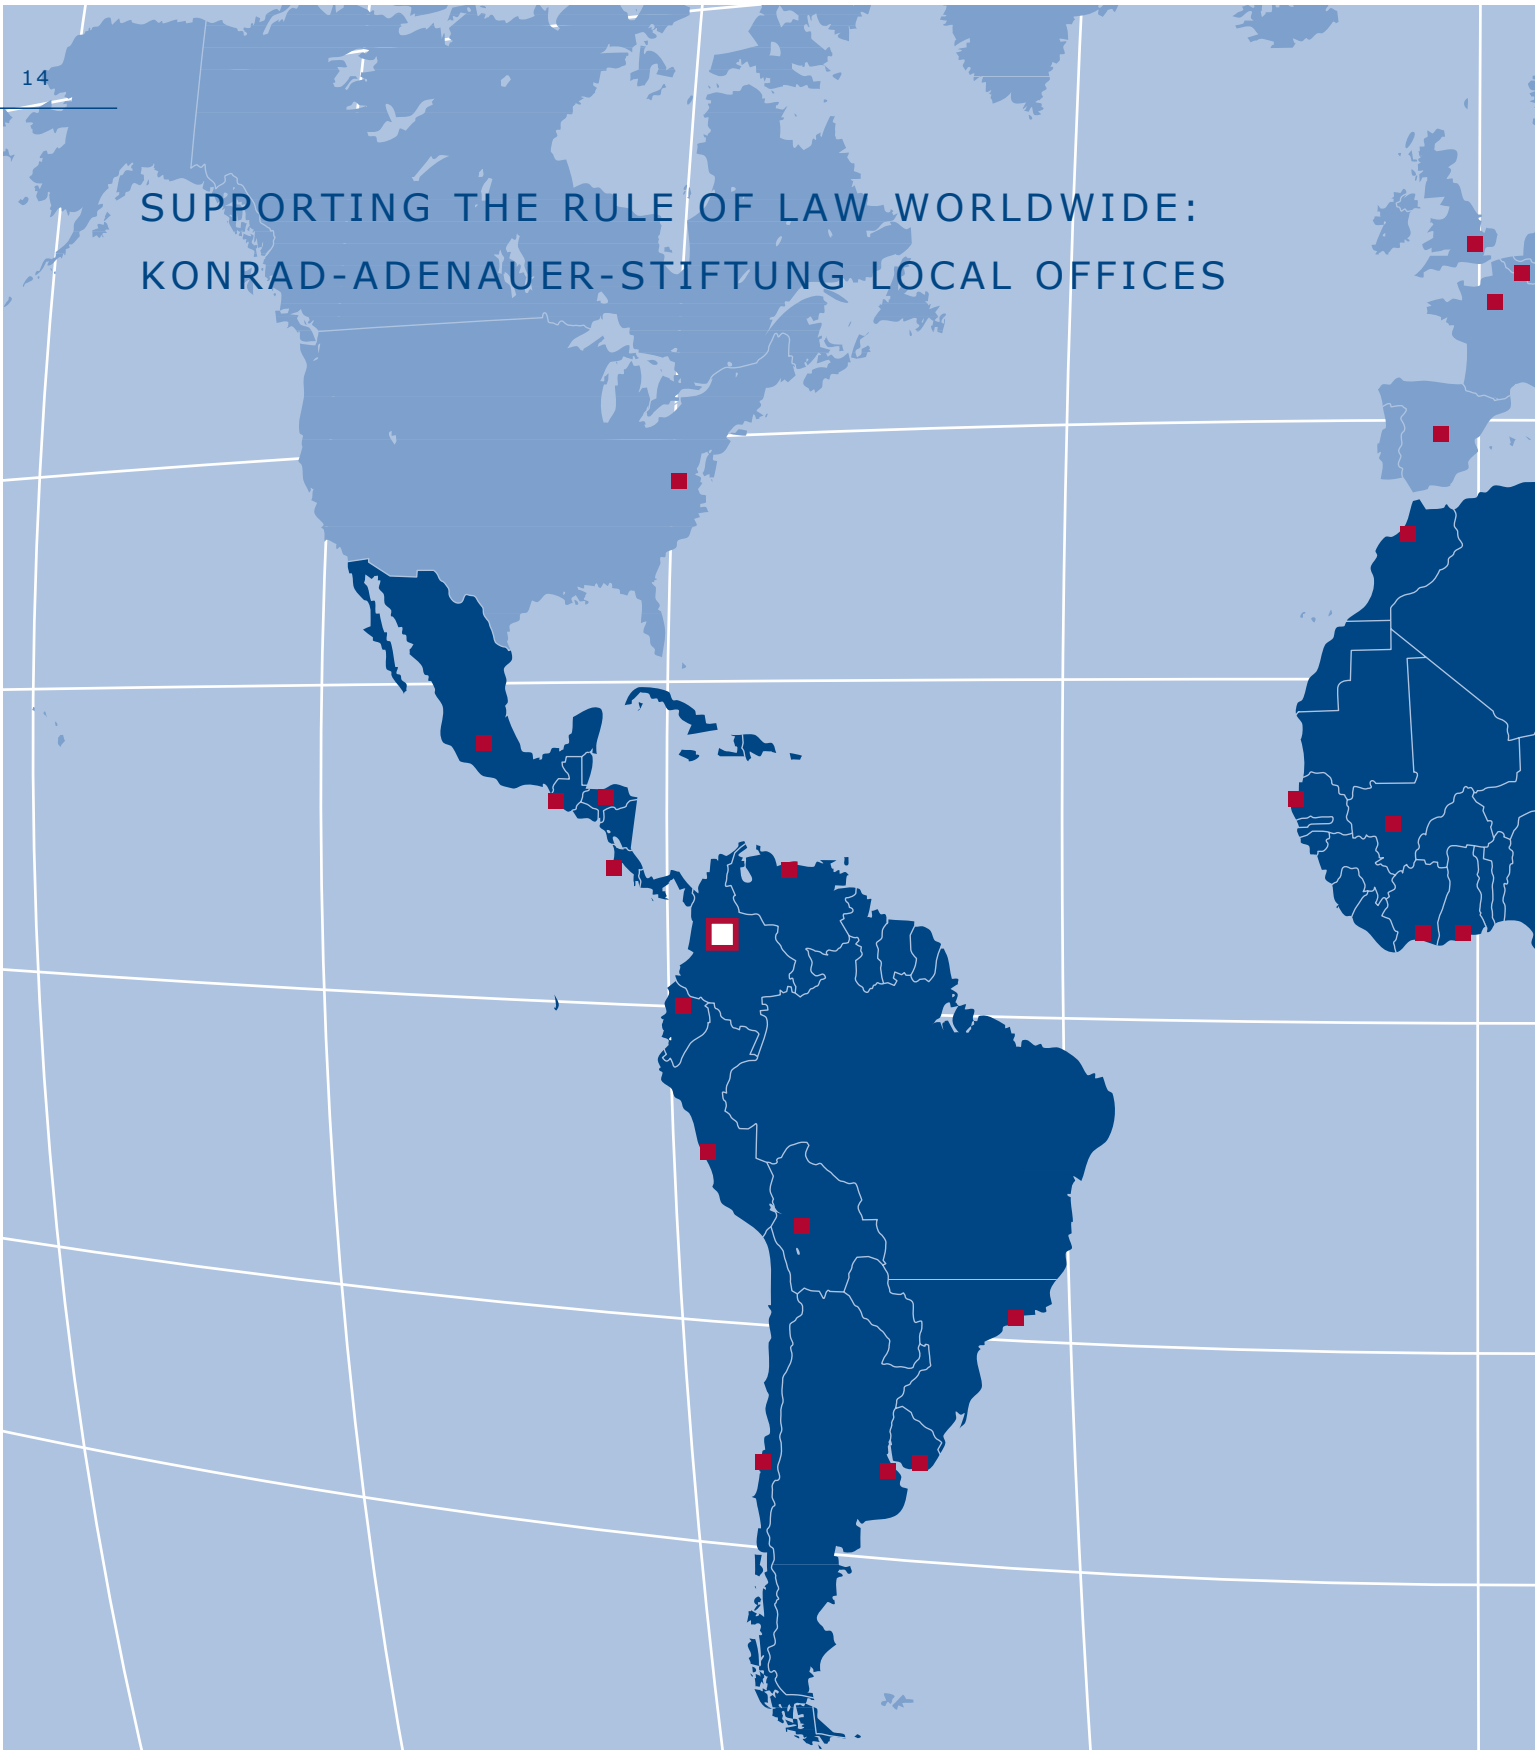 14
SUPPORTING THE RULE OF LAW WORLDWIDE:
KONRAD-ADENAUER-STIFTUNG LOCAL OFFICES